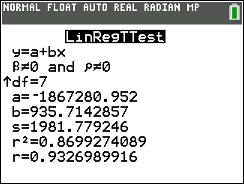 NORMAL FLOAT AUTO REAL RADIAN MP
LinRegTTest
y=a+bx
β≠0 and ρ≠0
↑df=7
a=-1867280.952
b=935.7142857
s=1981.779246
r²=0.8699274089
r=0.9326989916